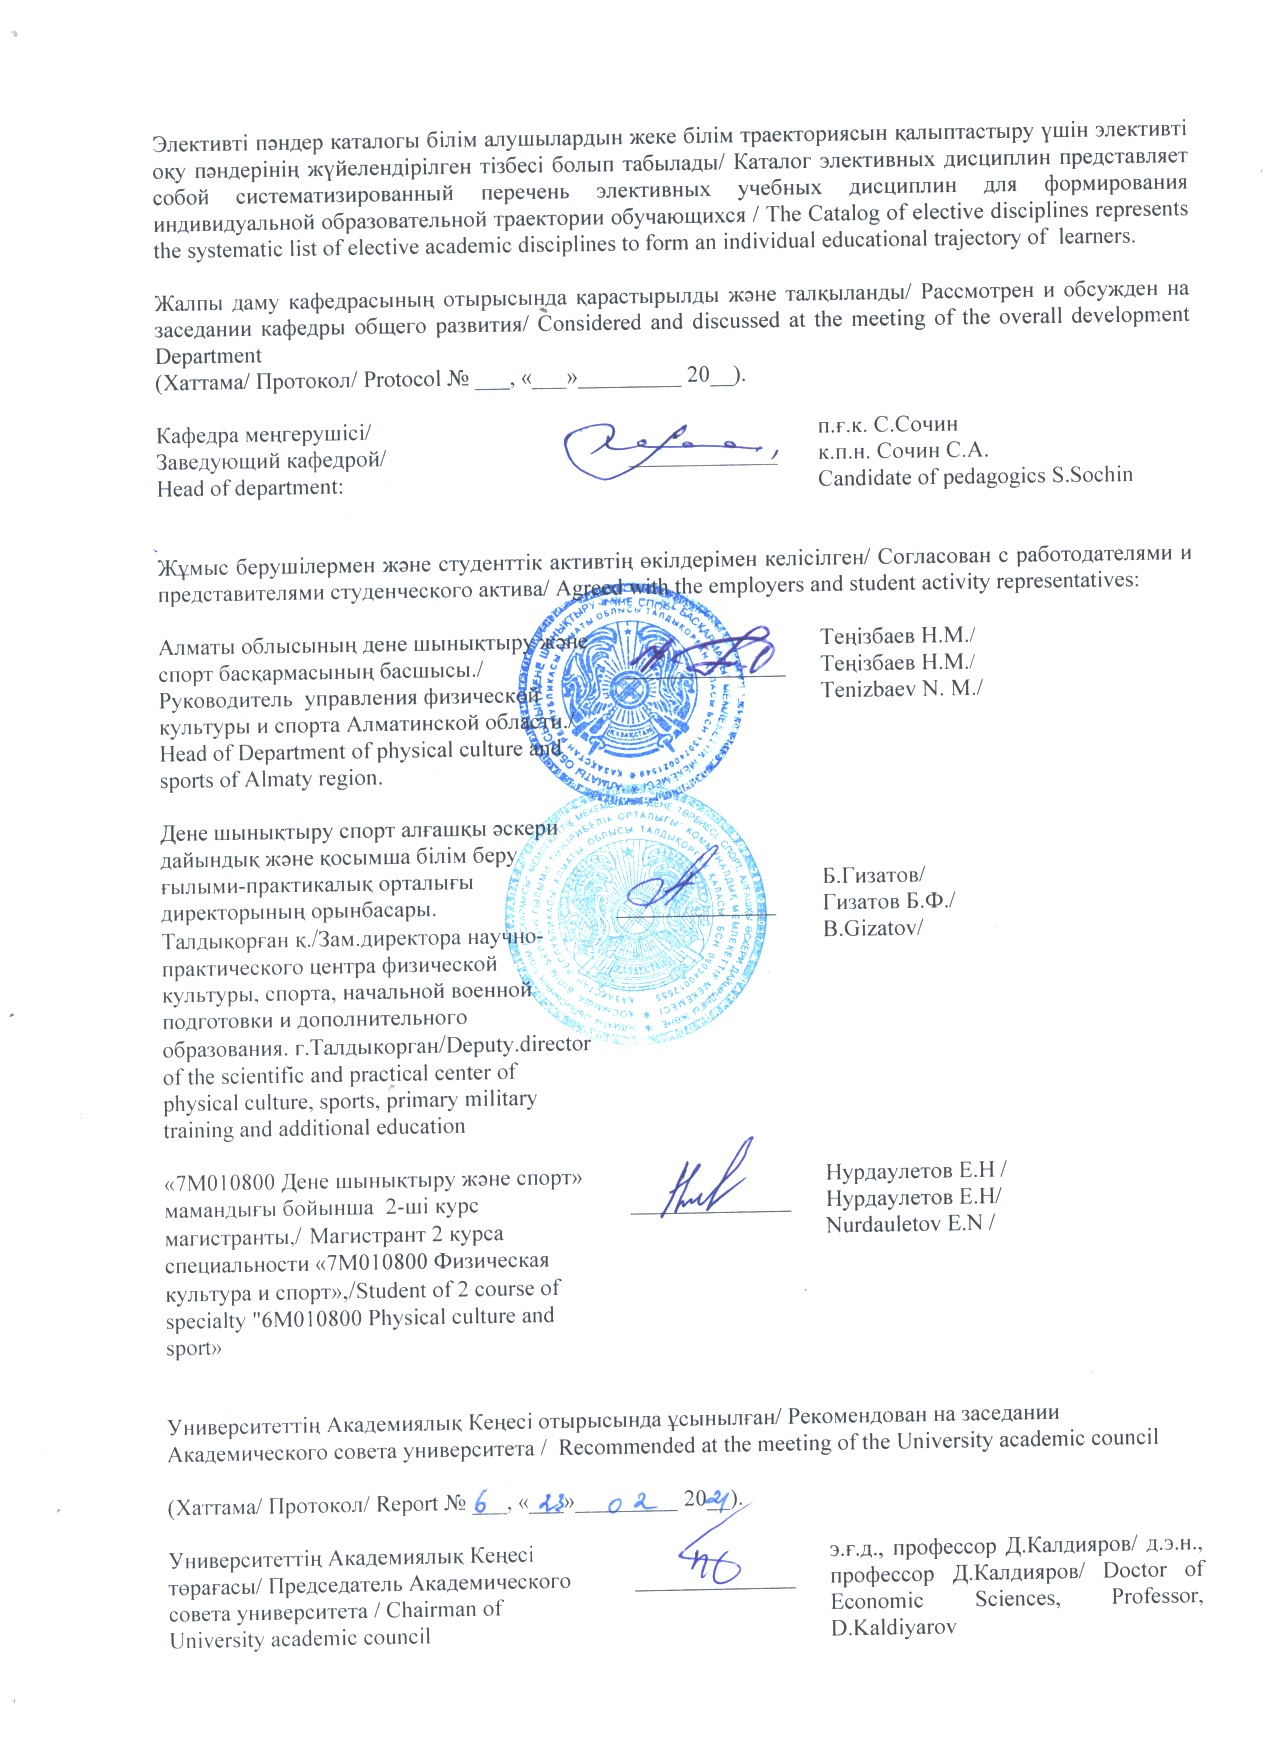 Элективті пәндер каталогы білім алушылардын жеке білім траекториясын қалыптастыру үшін элективті
оқу пәндерінің жүйелендірілген тізбесі болып табылады/ Каталог элективных дисциплин представляет
собой систематизированный перечень элективных учебных дисциплин для формирования
индивидуальной образовательной траектории обучающихся / The Catalog of elective disciplines represents
the systematic list of elective academic disciplines to form an individual educational trajectory of learners.
Жалпы даму кафедрасының отырысында қарастырылды және талқыланды/ Рассмотрен и обсужден на
заседании кафедры общего развития/ Considered and discussed at the meeting of the overall development
Department
(Хаттама/ Протокол/ Protocol № ___, «___»_________ 20__).
Кафедра меңгерушісі/
Заведующий кафедрой/
Head of department:
п.ғ.к. С.Сочин
к.п.н. Сочин С.А.
Candidate of pedagogics S.Sochin
Жұмыс берушілермен және студенттік активтің өкілдерімен келісілген/ Согласован с работодателями и
представителями студенческого актива/ Agreed with the employers and student activity representatives:
Алматы облысының дене шынықтыру және
спорт басқармасының басшысы./
Руководитель управления физической
культуры и спорта Алматинской области./
Head of Department of physical culture and
sports of Almaty region.
Теңізбаев Н.М./
Теңізбаев Н.М./
Tenizbaev N. M./
ҚАЗАҚСТАН
Дене шынықтыру спорт алғашқы әскери
дайындық және қосымша білім беру
ғылыми-практикалық орталығы
директорының орынбасары.
Талдықорған қ./Зам.директора научно-
практического центра физической
культуры, спорта, начальной военной
подготовки и дополнительного
образования. г.Талдыкорган/Deputy.director
of the scientific and practical center of
physical culture, sports, primary military
training and additional education
Б.Гизатов/
Гизатов Б.Ф./
B.Gizatov/
ҚАЗАҚСТАН
«7М010800 Дене шынықтыру және спорт»
мамандығы бойынша 2-ші курс
магистранты,/ Магистрант 2 курса
специальности «7М010800 Физическая
культура и спорт»,/Student of 2 course of
specialty "6M010800 Physical culture and
sport»
Нурдаулетов Е.Н /
Нурдаулетов Е.Н/
Nurdauletov E.N /
Университеттің Академиялық Кеңесі отырысында ұсынылған/ Рекомендован на заседании
Академического совета университета / Recommended at the meeting of the University academic council
(Хаттама/ Протокол/ Report № 6, «23» 02 2021).
Университеттің Академиялық Кеңесі
төрағасы/ Председатель Академического
совета университета / Chairman of
University academic council
э.ғ.д., профессор Д.Калдияров/ д.э.н.,
профессор Д.Калдияров/ Doctor of
Economic Sciences, Professor,
D.Kaldiyarov